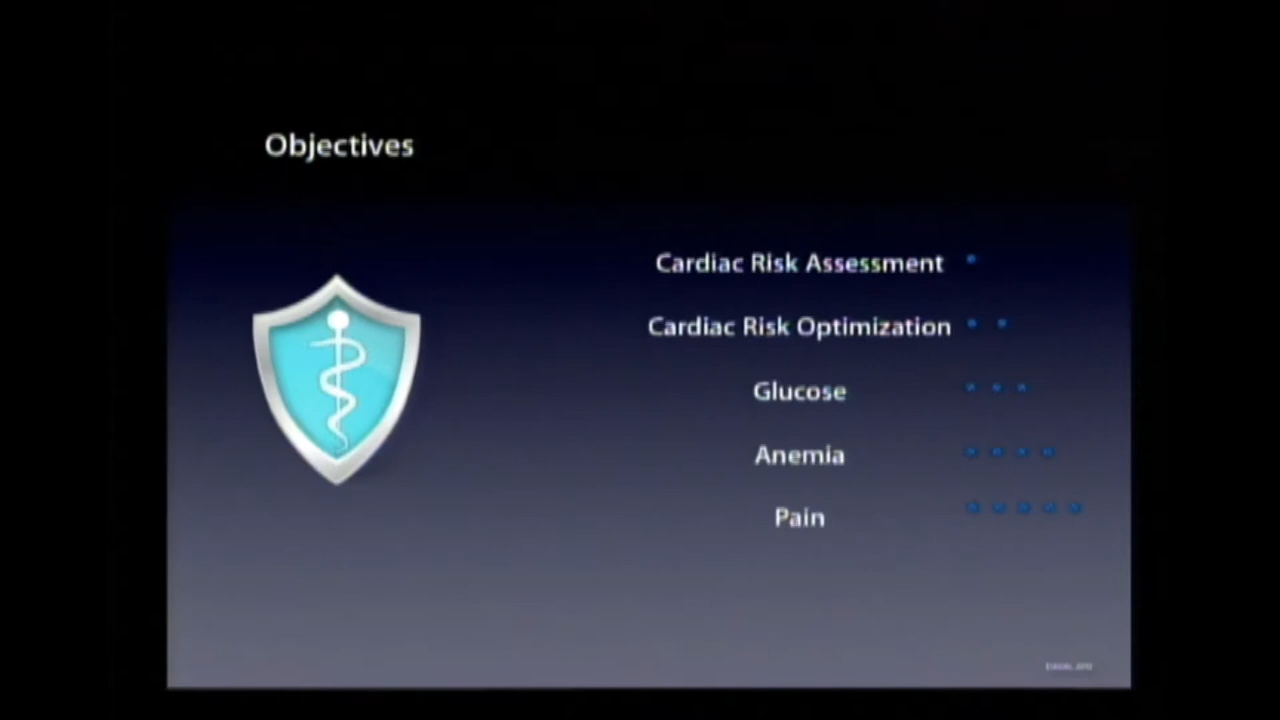 Objectives
Cardiac Risk Assessment
Cardiac Risk Optimization
Glucose
Anemia
Pain